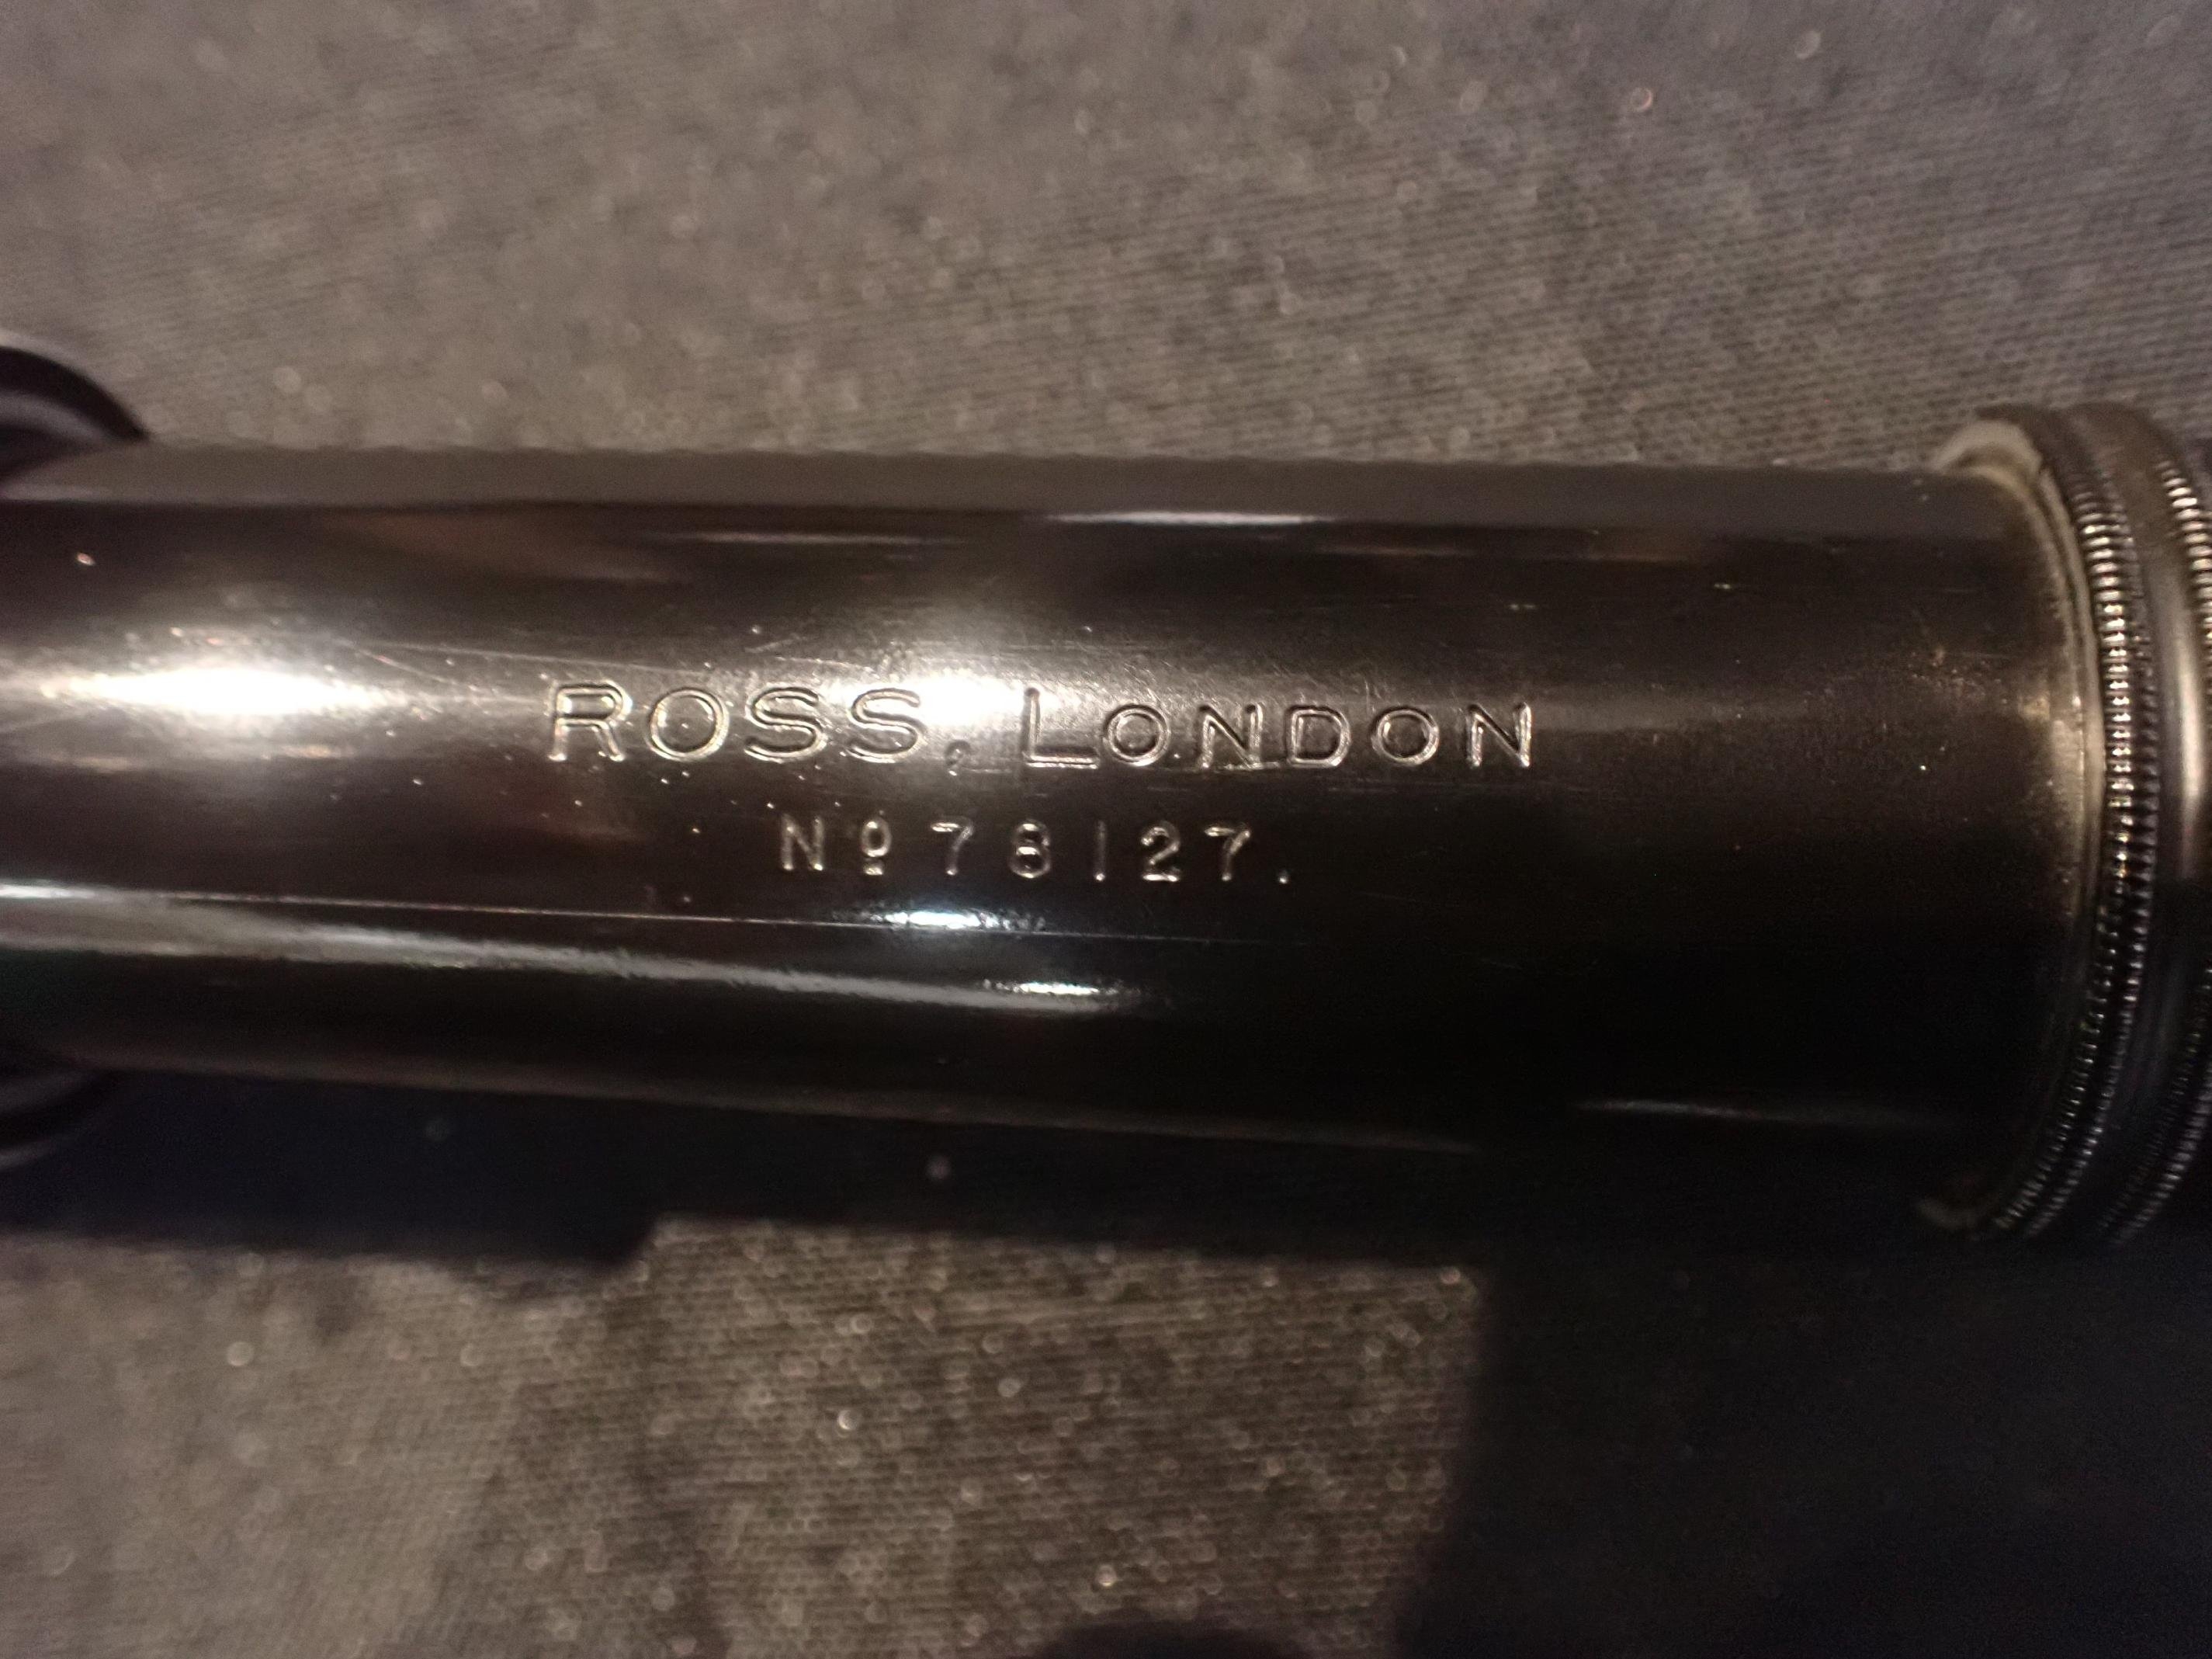 ROSS, LONDON
Nº 78127.